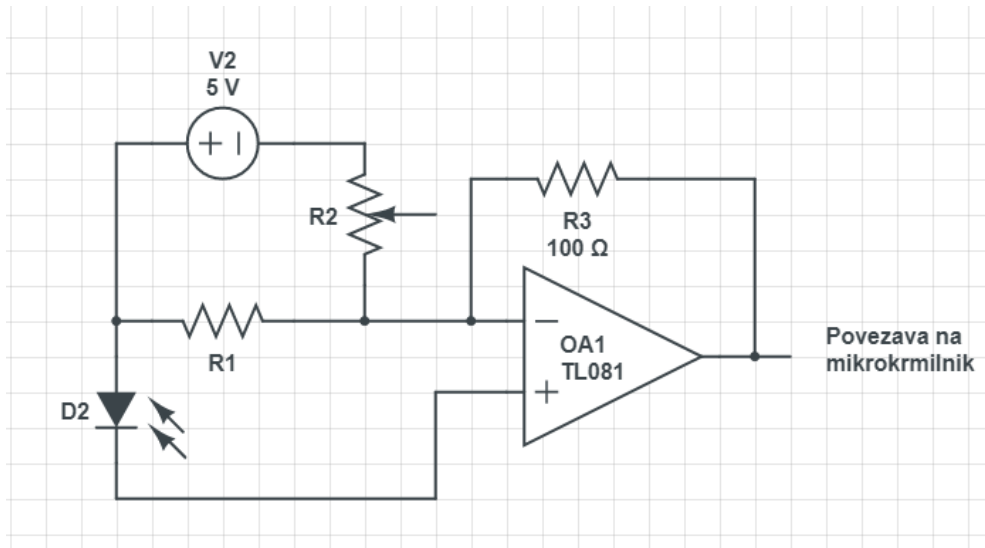 V2
5 V
R2
R3
100 Ω
R1
OA1
TL081
D2
Povezava na
mikrokrmilnik